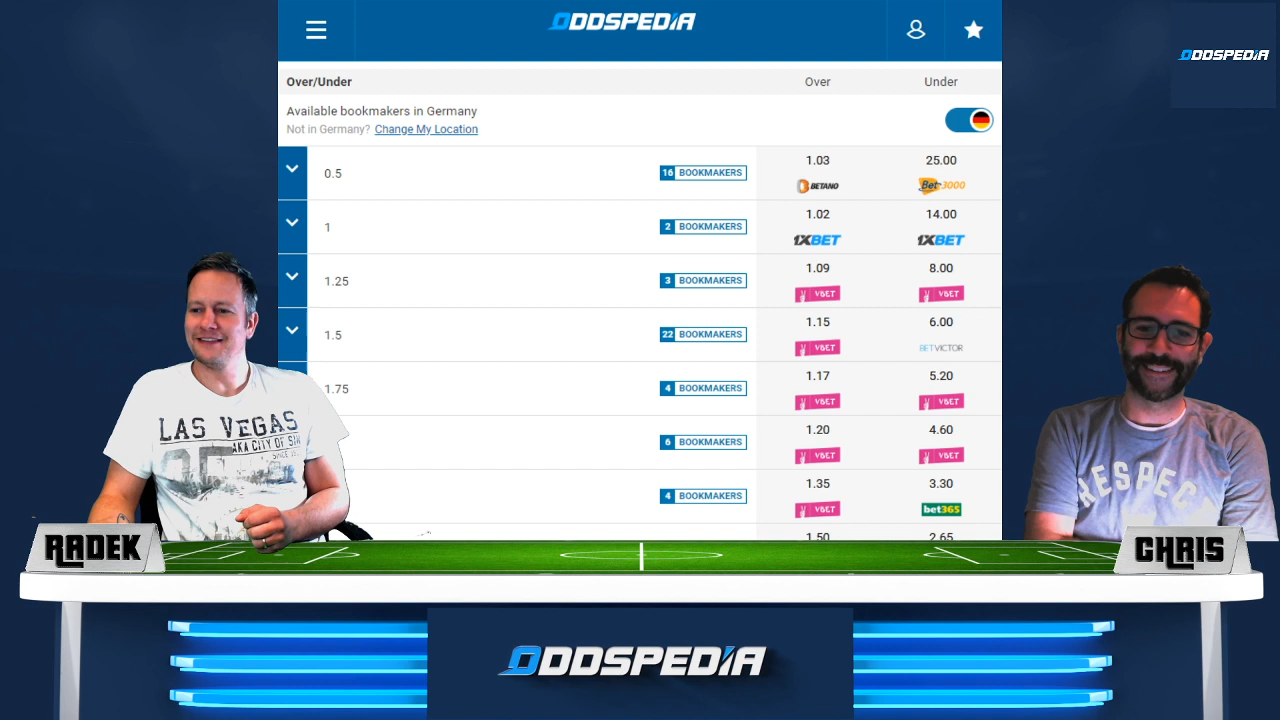 ODDSPEDIA
ODDSPEDIA
Over/Under Over Under
Available bookmakers in Germany
Not in Germany? Change My Location
0.5 16 BOOKMAKERS 1.03 25.00
BETANO Bet3000
1 2 BOOKMAKERS 1.02 14.00
1XBET 1XBET
1.25 3 BOOKMAKERS 1.09 8.00
VBET VBET
1.5 22 BOOKMAKERS 1.15 6.00
VBET BETVICTOR
1.75 4 BOOKMAKERS 1.17 5.20
VBET VBET
6 BOOKMAKERS 1.20 4.60
VBET VBET
4 BOOKMAKERS 1.35 3.30
VBET bet365
1.50 2.65
LAS VEGAS
AKA CITY OF SIN
SINCE
RESPEC
RADEK
CHRIS
ODDSPEDIA